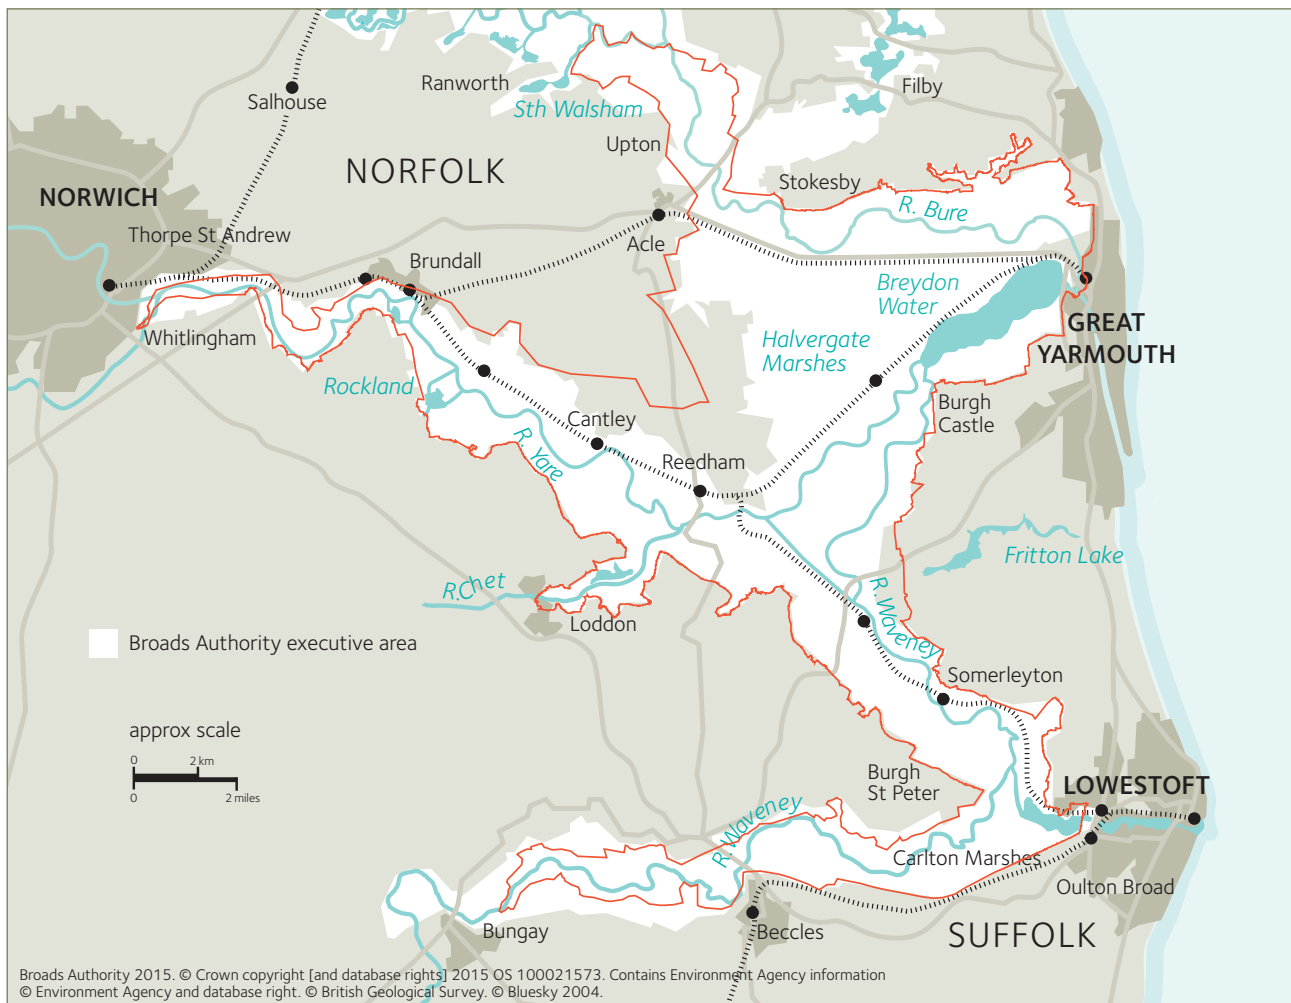 Ranworth
Filby
Salhouse
Sth Walsham
Upton
NORFOLK
Stokesby
NORWICH
R. Bure
Thorpe St Andrew
Acle
Brundall
Breydon
Water
GREAT
YARMOUTH
Whitlingham
Halvergate
Marshes
Rockland
Burgh
Castle
Cantley
R. Yare
Reedham
Fritton Lake
R.Chet
R. Waveney
Loddon
Broads Authority executive area
Somerleyton
approx scale
0
2 km
0
2 miles
Burgh
St Peter
LOWESTOFT
R.Waveney
Carlton Marshes
Oulton Broad
Bungay
Beccles
SUFFOLK
Broads Authority 2015. © Crown copyright [and database rights] 2015 OS 100021573. Contains Environment Agency information
© Environment Agency and database right. © British Geological Survey. © Bluesky 2004.